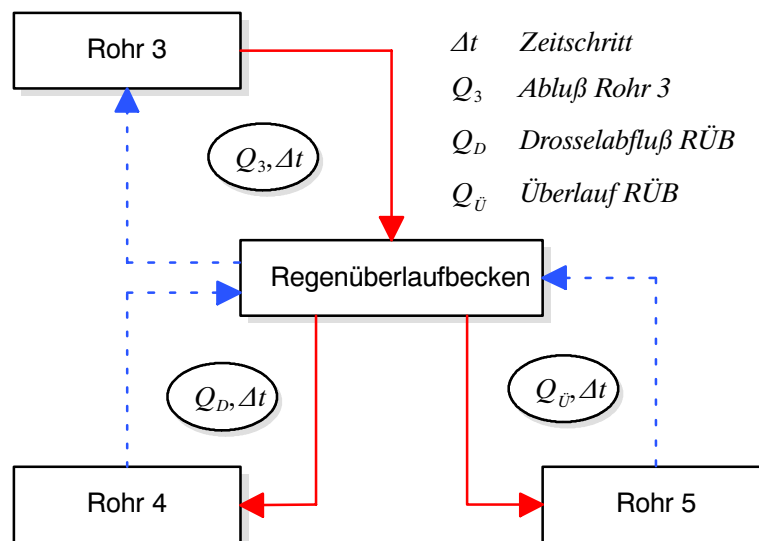 Rohr 3
Δt Zeitschritt
Q3 Abluß Rohr 3
QD Drosselabfluß RÜB
QÜ Überlauf RÜB
Q3, Δt
Regenüberlaufbecken
QD, Δt
QÜ, Δt
Rohr 4
Rohr 5